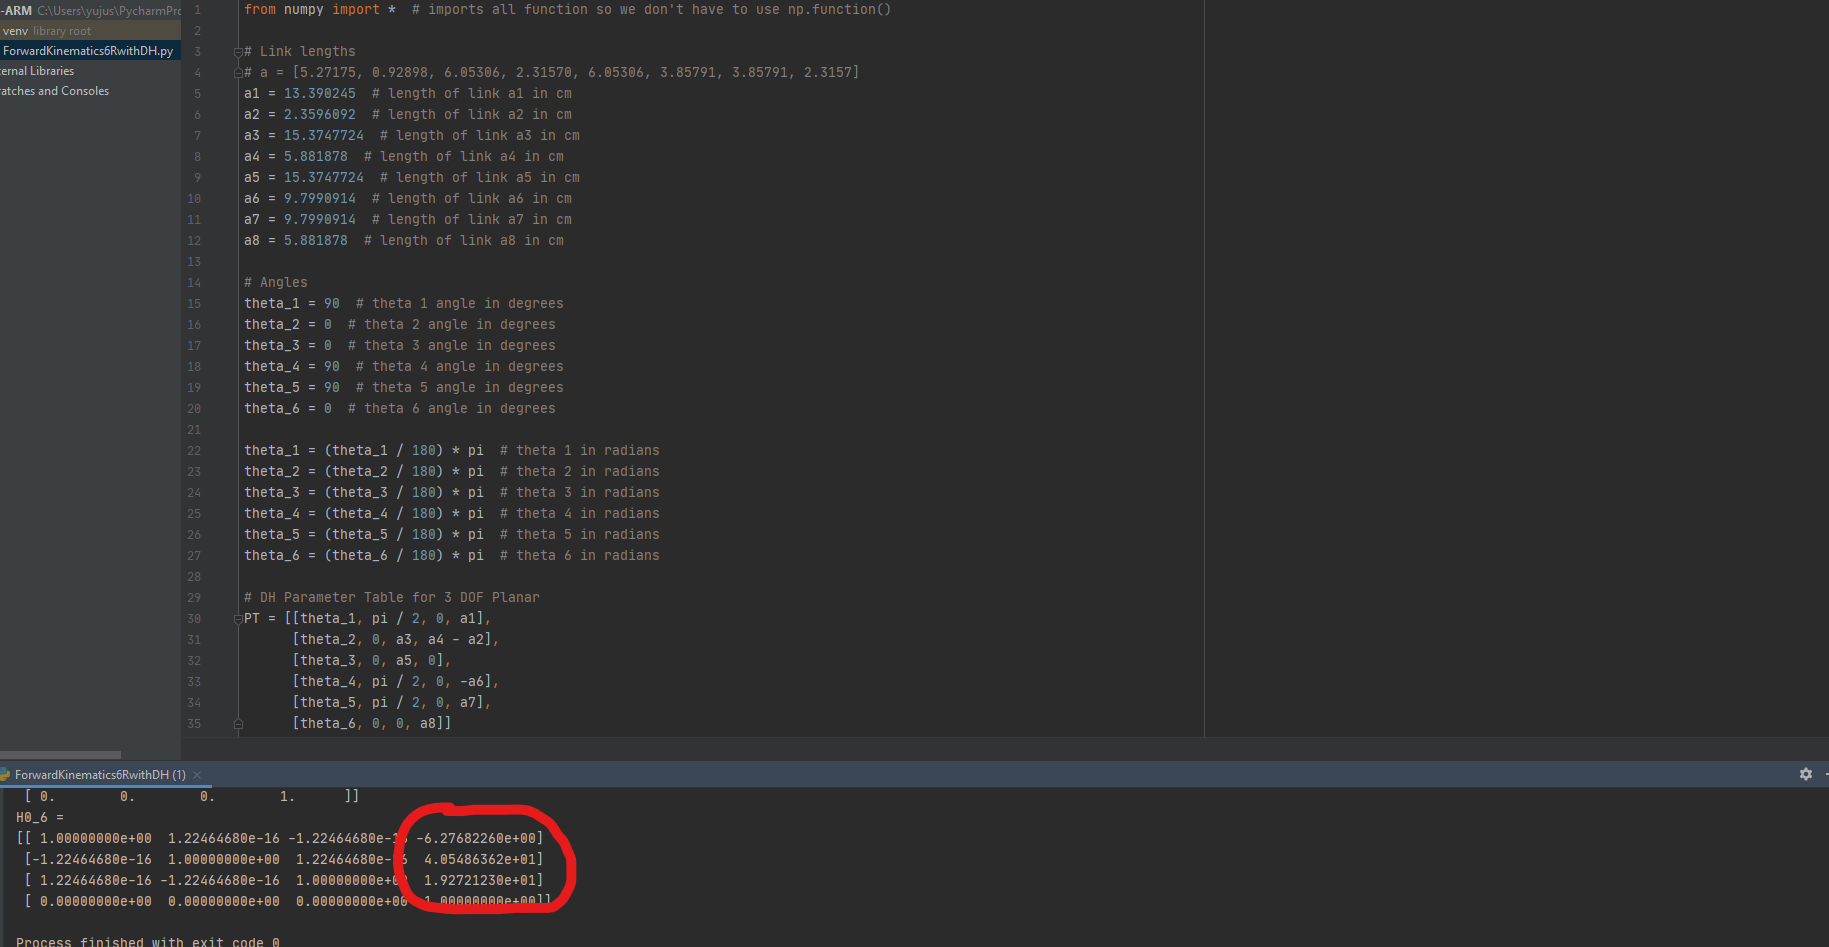 -ARM C:\Users\yujus\PycharmPro
venv library root
ForwardKinematics6RwithDH.py
ternal Libraries
ratches and Consoles
1 from numpy import * # imports all function so we don't have to use np.function()
2
3 # Link lengths
4 # a = [5.27175, 0.92898, 6.05306, 2.31570, 6.05306, 3.85791, 3.85791, 2.3157]
5 a1 = 13.390245 # length of link a1 in cm
6 a2 = 2.3596092 # length of link a2 in cm
7 a3 = 15.3747724 # length of link a3 in cm
8 a4 = 5.881878 # length of link a4 in cm
9 a5 = 15.3747724 # length of link a5 in cm
10 a6 = 9.7990914 # length of link a6 in cm
11 a7 = 9.7990914 # length of link a7 in cm
12 a8 = 5.881878 # length of link a8 in cm
13
14 # Angles
15 theta_1 = 90 # theta 1 angle in degrees
16 theta_2 = 0 # theta 2 angle in degrees
17 theta_3 = 0 # theta 3 angle in degrees
18 theta_4 = 90 # theta 4 angle in degrees
19 theta_5 = 90 # theta 5 angle in degrees
20 theta_6 = 0 # theta 6 angle in degrees
21
22 theta_1 = (theta_1 / 180) * pi # theta 1 in radians
23 theta_2 = (theta_2 / 180) * pi # theta 2 in radians
24 theta_3 = (theta_3 / 180) * pi # theta 3 in radians
25 theta_4 = (theta_4 / 180) * pi # theta 4 in radians
26 theta_5 = (theta_5 / 180) * pi # theta 5 in radians
27 theta_6 = (theta_6 / 180) * pi # theta 6 in radians
28
29 # DH Parameter Table for 3 DOF Planar
30 PT = [[theta_1, pi / 2, 0, a1],
31 [theta_2, 0, a3, a4 - a2],
32 [theta_3, 0, a5, 0],
33 [theta_4, pi / 2, 0, -a6],
34 [theta_5, pi / 2, 0, a7],
35 [theta_6, 0, 0, a8]]
ForwardKinematics6RwithDH (1)
[ 0. 0. 0. 1. ]]
H0_6 =
[[ 1.00000000e+00 1.22464680e-16 -1.22464680e-16 -6.27682260e+00]
[-1.22464680e-16 1.00000000e+00 1.22464680e-16 4.05486362e+01]
[ 1.22464680e-16 -1.22464680e-16 1.00000000e+00 1.92721230e+01]
[ 0.00000000e+00 0.00000000e+00 0.00000000e+00 1.00000000e+00]]
Process finished with exit code 0